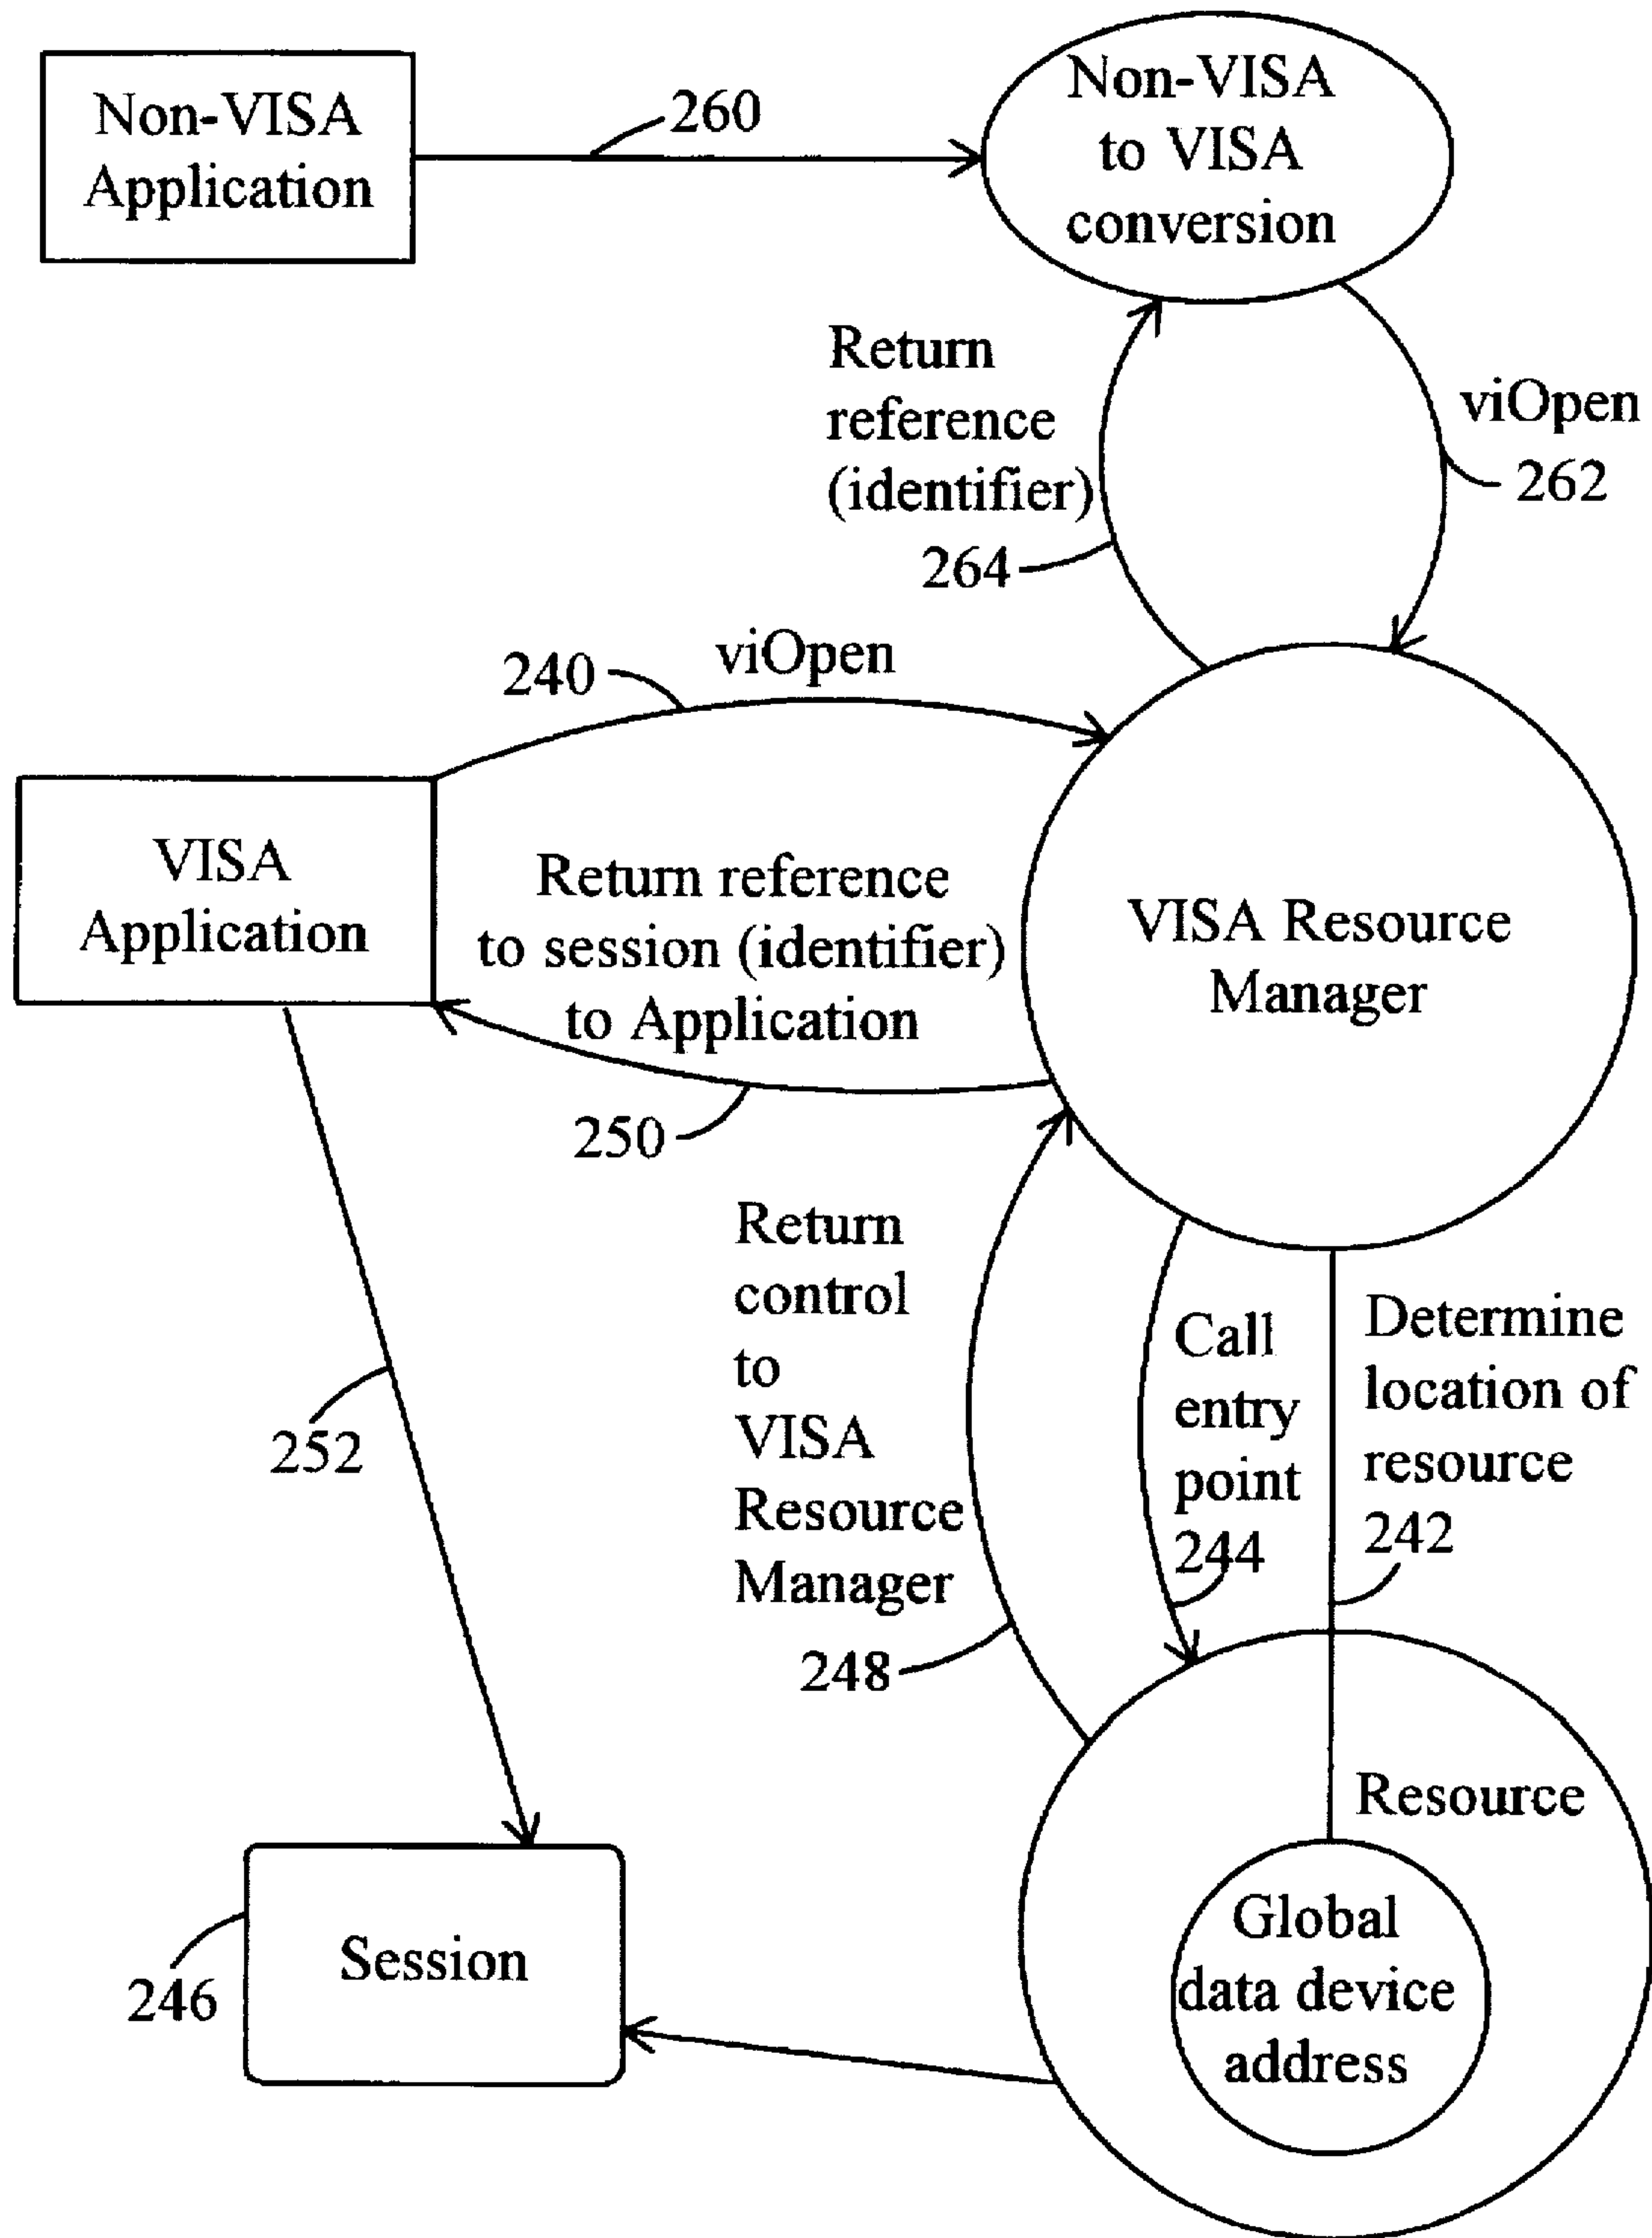 Non-VISA
Application
260
Non-VISA
to VISA
conversion
Return
reference
(identifier)
264
viOpen
262
240
viOpen
VISA
Application
Return reference
to session (identifier)
to Application
250
VISA Resource
Manager
252
Return
control
to
VISA
Resource
Manager
248
Call
entry
point
244
Determine
location of
resource
242
Resource
Global
data device
address
Session
246